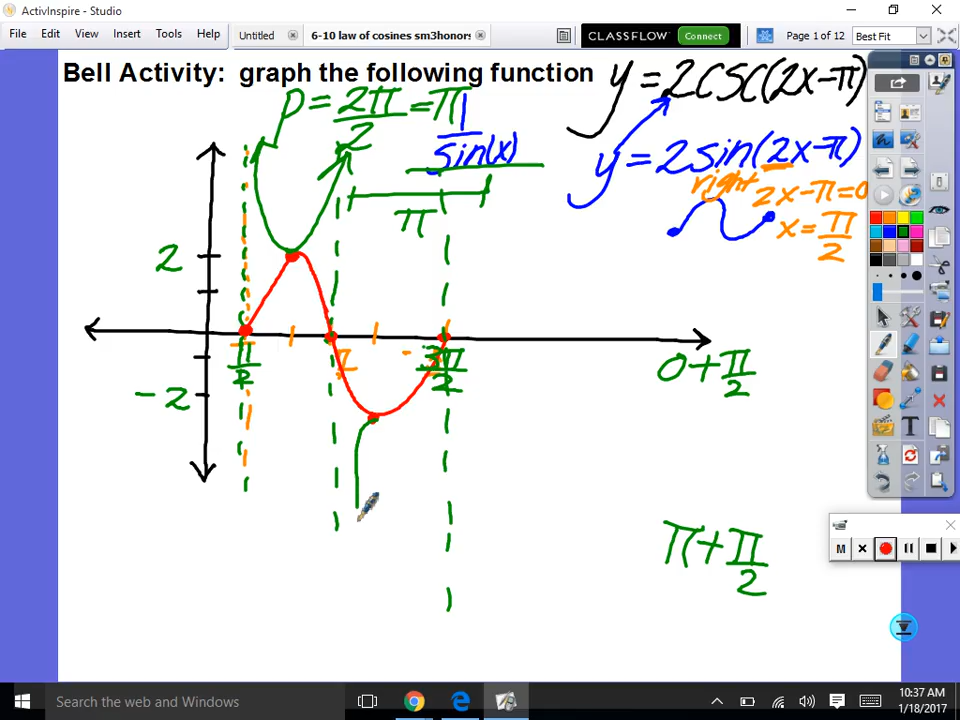 ActivInspire - Studio
File Edit View Insert Tools Help
Untitled
6-10 law of cosines sm3honors
CLASSFLOW Connect
Page 1 of 12
Best Fit
Bell Activity: graph the following function
y = 2CSC(2x-π)
p = 2π/2 = π
1/sin(x)
y = 2sin(2x-π)
right
2x-π=0
x = π/2
π
2
π/2
π
3π/2
-2
0+π/2
π+π/2
M
T
Search the web and Windows
10:37 AM
1/18/2017